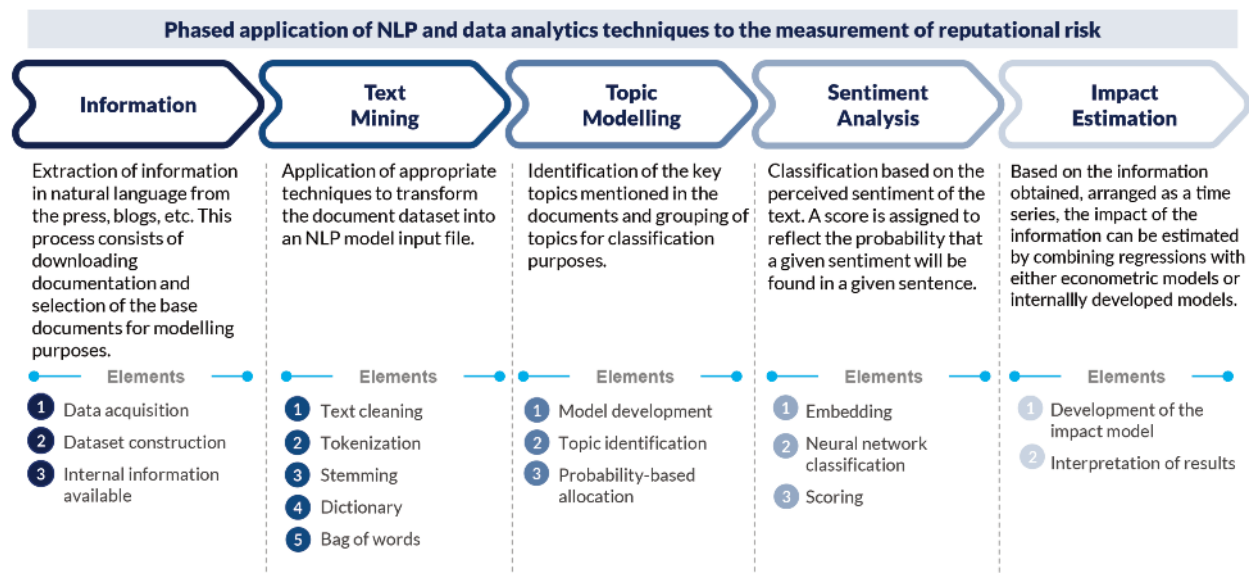 Phased application of NLP and data analytics techniques to the measurement of reputational risk
Information
Extraction of information
in natural language from
the press, blogs, etc. This
process consists of
downloading
documentation and
selection of the base
documents for modelling
purposes.
Elements
1 Data acquisition
2 Dataset construction
3 Internal information
available
Text
Mining
Application of appropriate
techniques to transform
the document dataset into
an NLP model input file.
Elements
1 Text cleaning
2 Tokenization
3 Stemming
4 Dictionary
5 Bag of words
Topic
Modelling
Identification of the key
topics mentioned in the
documents and grouping of
topics for classification
purposes.
Elements
1 Model development
2 Topic identification
3 Probability-based
allocation
Sentiment
Analysis
Classification based on the
perceived sentiment of the
text. A score is assigned to
reflect the probability that
a given sentiment will be
found in a given sentence.
Elements
1 Embedding
2 Neural network
classification
3 Scoring
Impact
Estimation
Based on the information
obtained, arranged as a time
series, the impact of the
information can be estimated
by combining regressions with
either econometric models or
internallly developed models.
Elements
1 Development of the
impact model
2 Interpretation of results